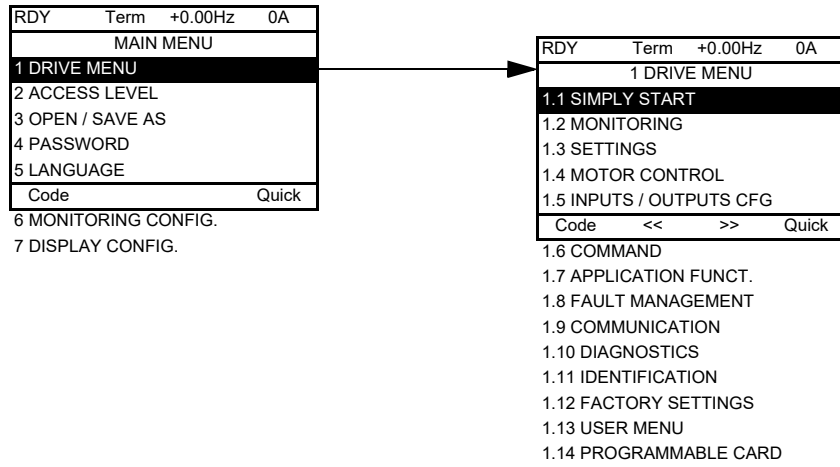 RDY Term +0.00Hz 0A
MAIN MENU
1 DRIVE MENU
2 ACCESS LEVEL
3 OPEN / SAVE AS
4 PASSWORD
5 LANGUAGE
Code Quick
6 MONITORING CONFIG.
7 DISPLAY CONFIG.
RDY Term +0.00Hz 0A
1 DRIVE MENU
1.1 SIMPLY START
1.2 MONITORING
1.3 SETTINGS
1.4 MOTOR CONTROL
1.5 INPUTS / OUTPUTS CFG
Code << >> Quick
1.6 COMMAND
1.7 APPLICATION FUNCT.
1.8 FAULT MANAGEMENT
1.9 COMMUNICATION
1.10 DIAGNOSTICS
1.11 IDENTIFICATION
1.12 FACTORY SETTINGS
1.13 USER MENU
1.14 PROGRAMMABLE CARD